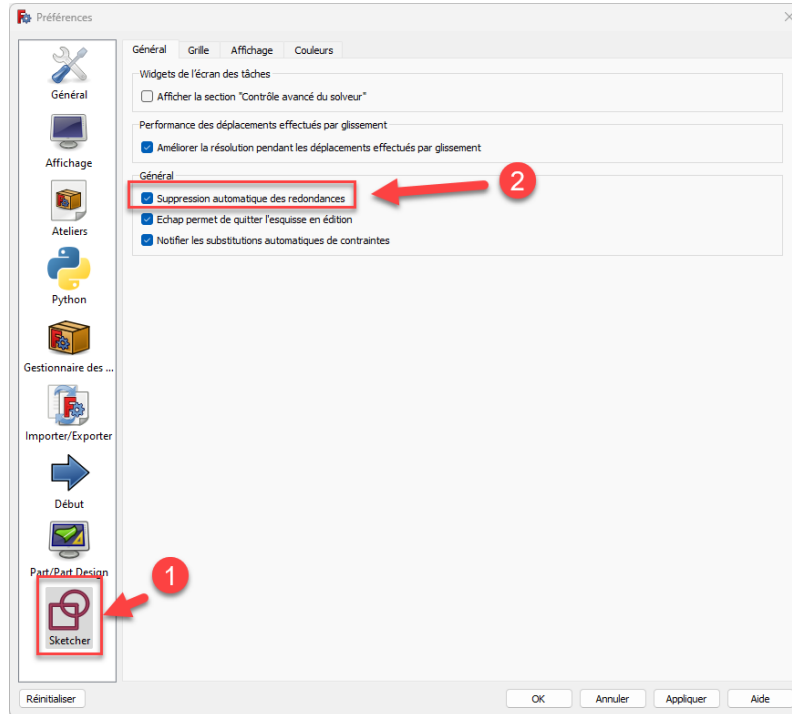 Préférences
Général
Affichage
Ateliers
Python
Gestionnaire des ...
Importer/Exporter
Début
Part/Part Design
1
Sketcher
Général Grille Affichage Couleurs
Widgets de l'écran des tâches
Afficher la section "Contrôle avancé du solveur"
Performance des déplacements effectués par glissement
Améliorer la résolution pendant les déplacements effectués par glissement
Général
2
Suppression automatique des redondances
Echap permet de quitter l'esquisse en édition
Notifier les substitutions automatiques de contraintes
Réinitialiser OK Annuler Appliquer Aide